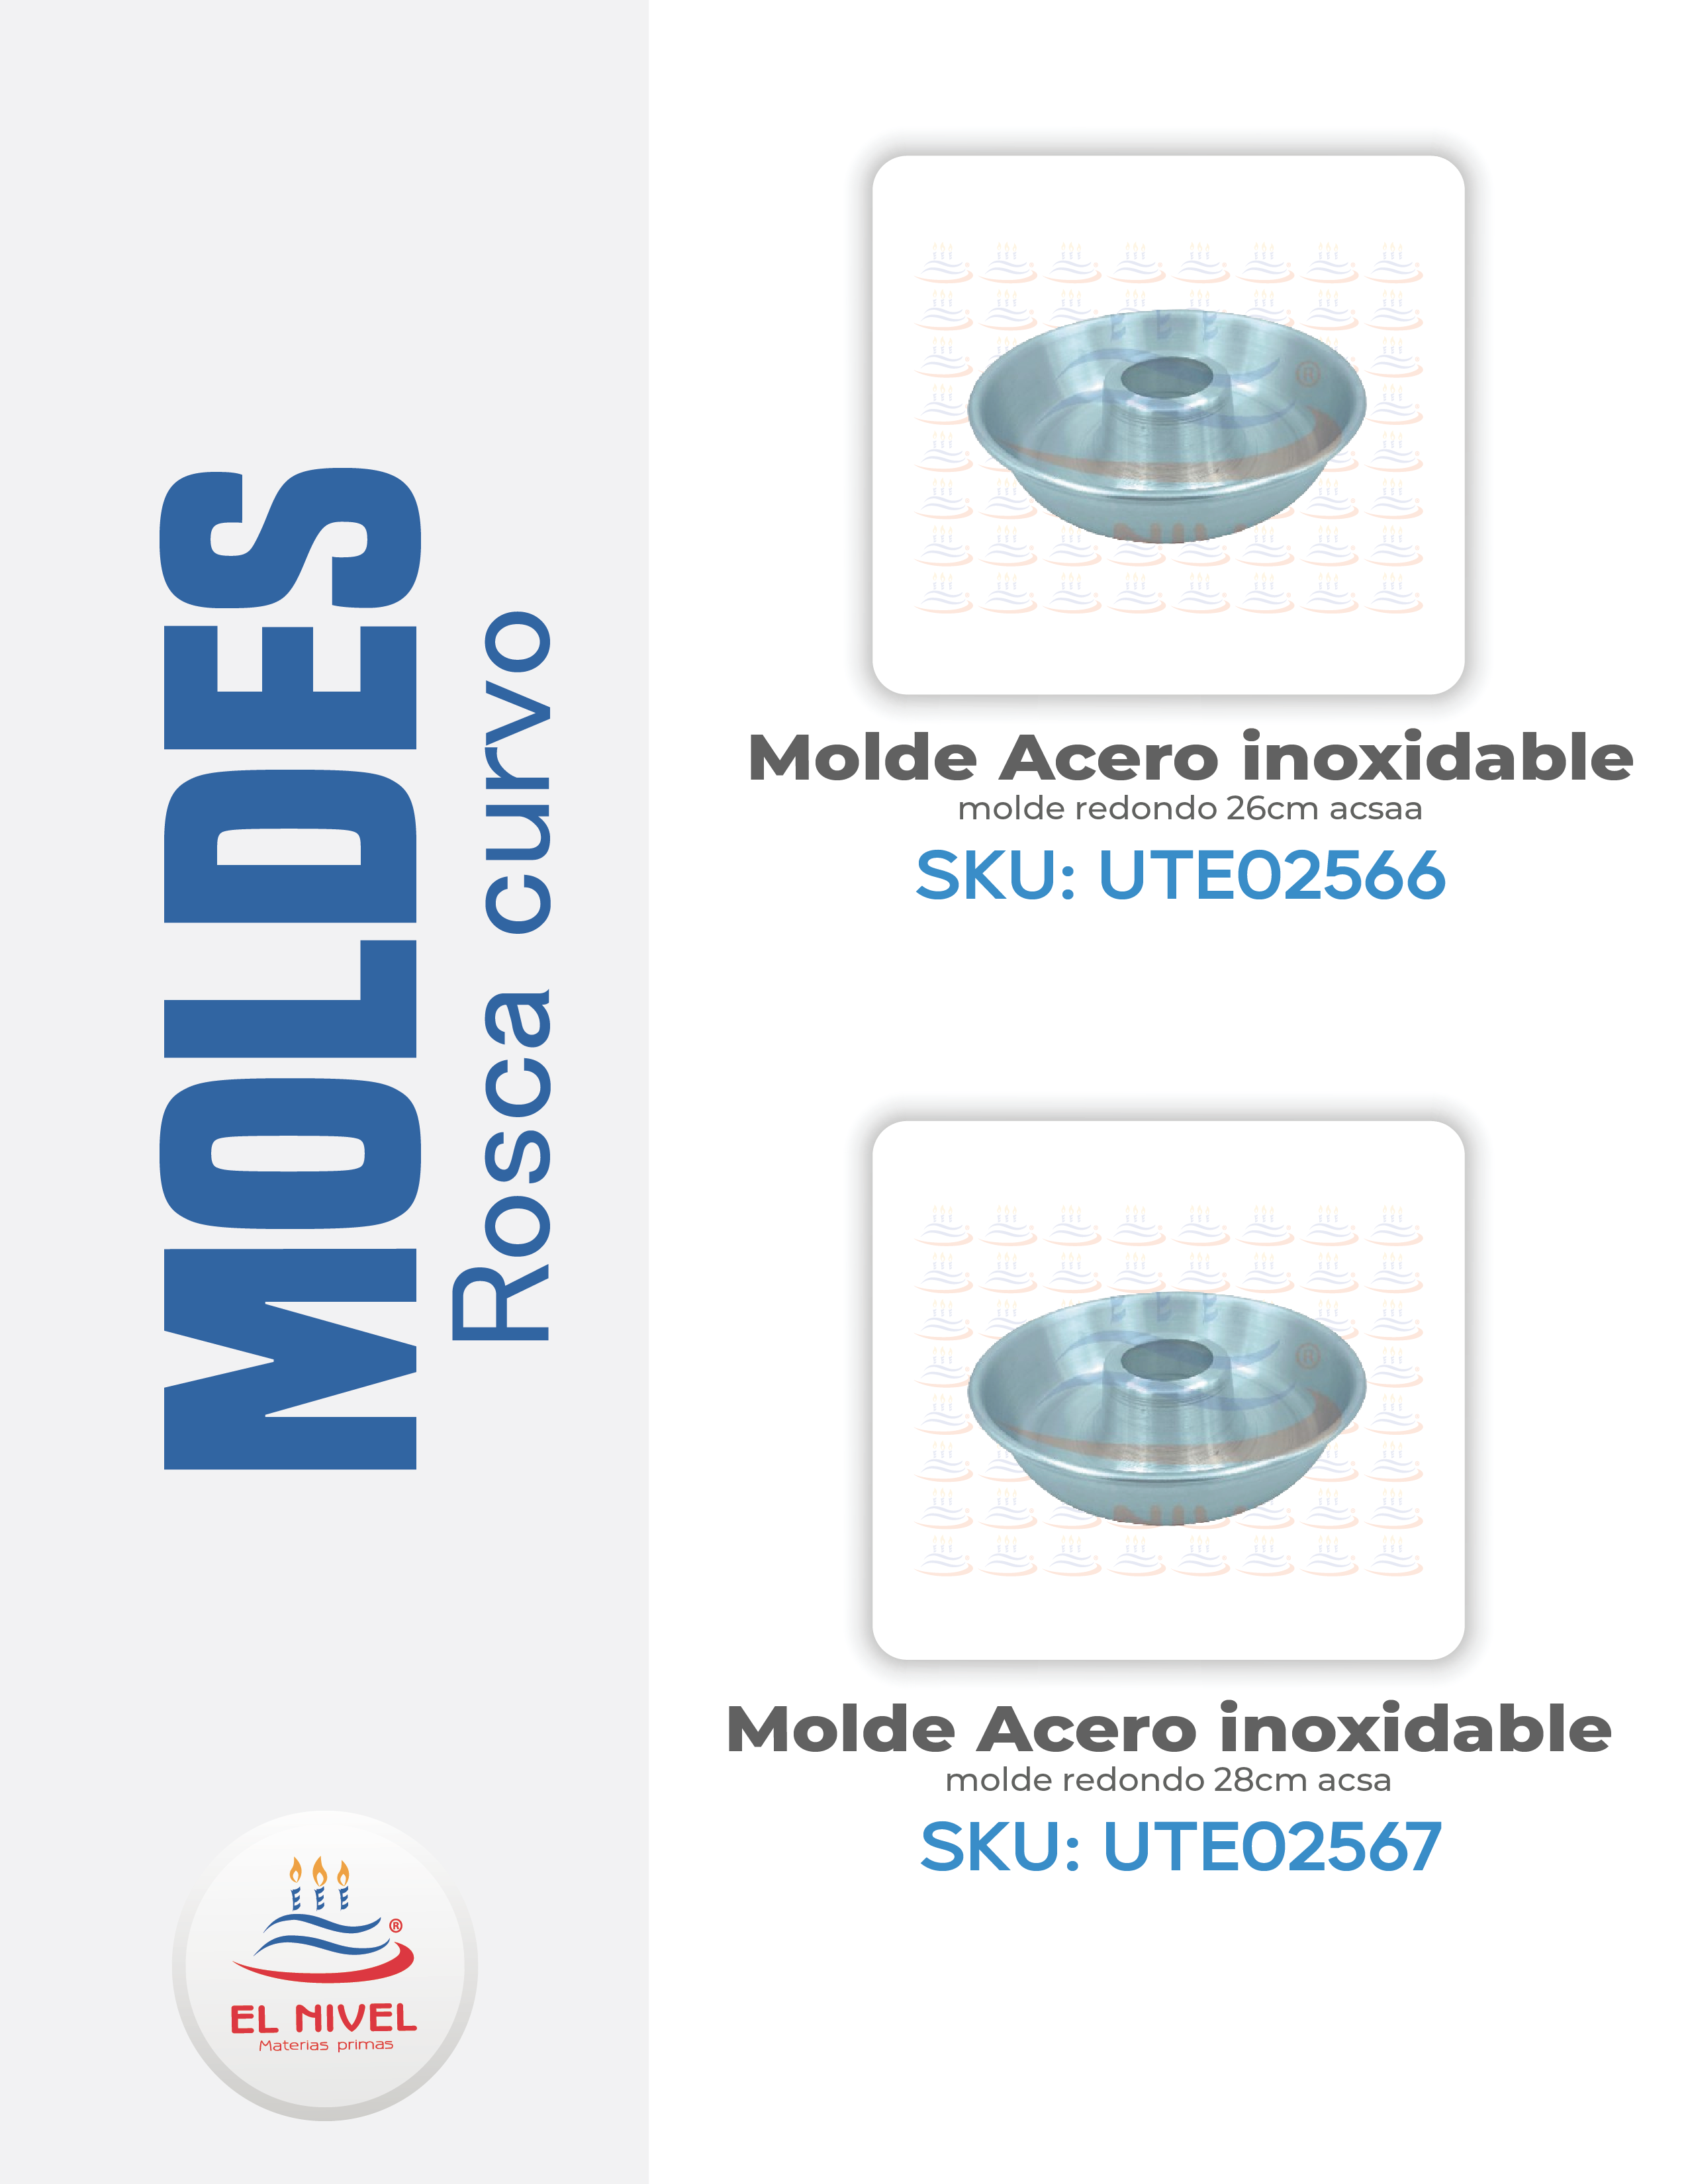 MOLDES
Rosca curvo
Molde Acero inoxidable
molde redondo 26cm acsaa
SKU: UTE02566
Molde Acero inoxidable
molde redondo 28cm acsa
SKU: UTE02567
®
EL NIVEL
Materias primas